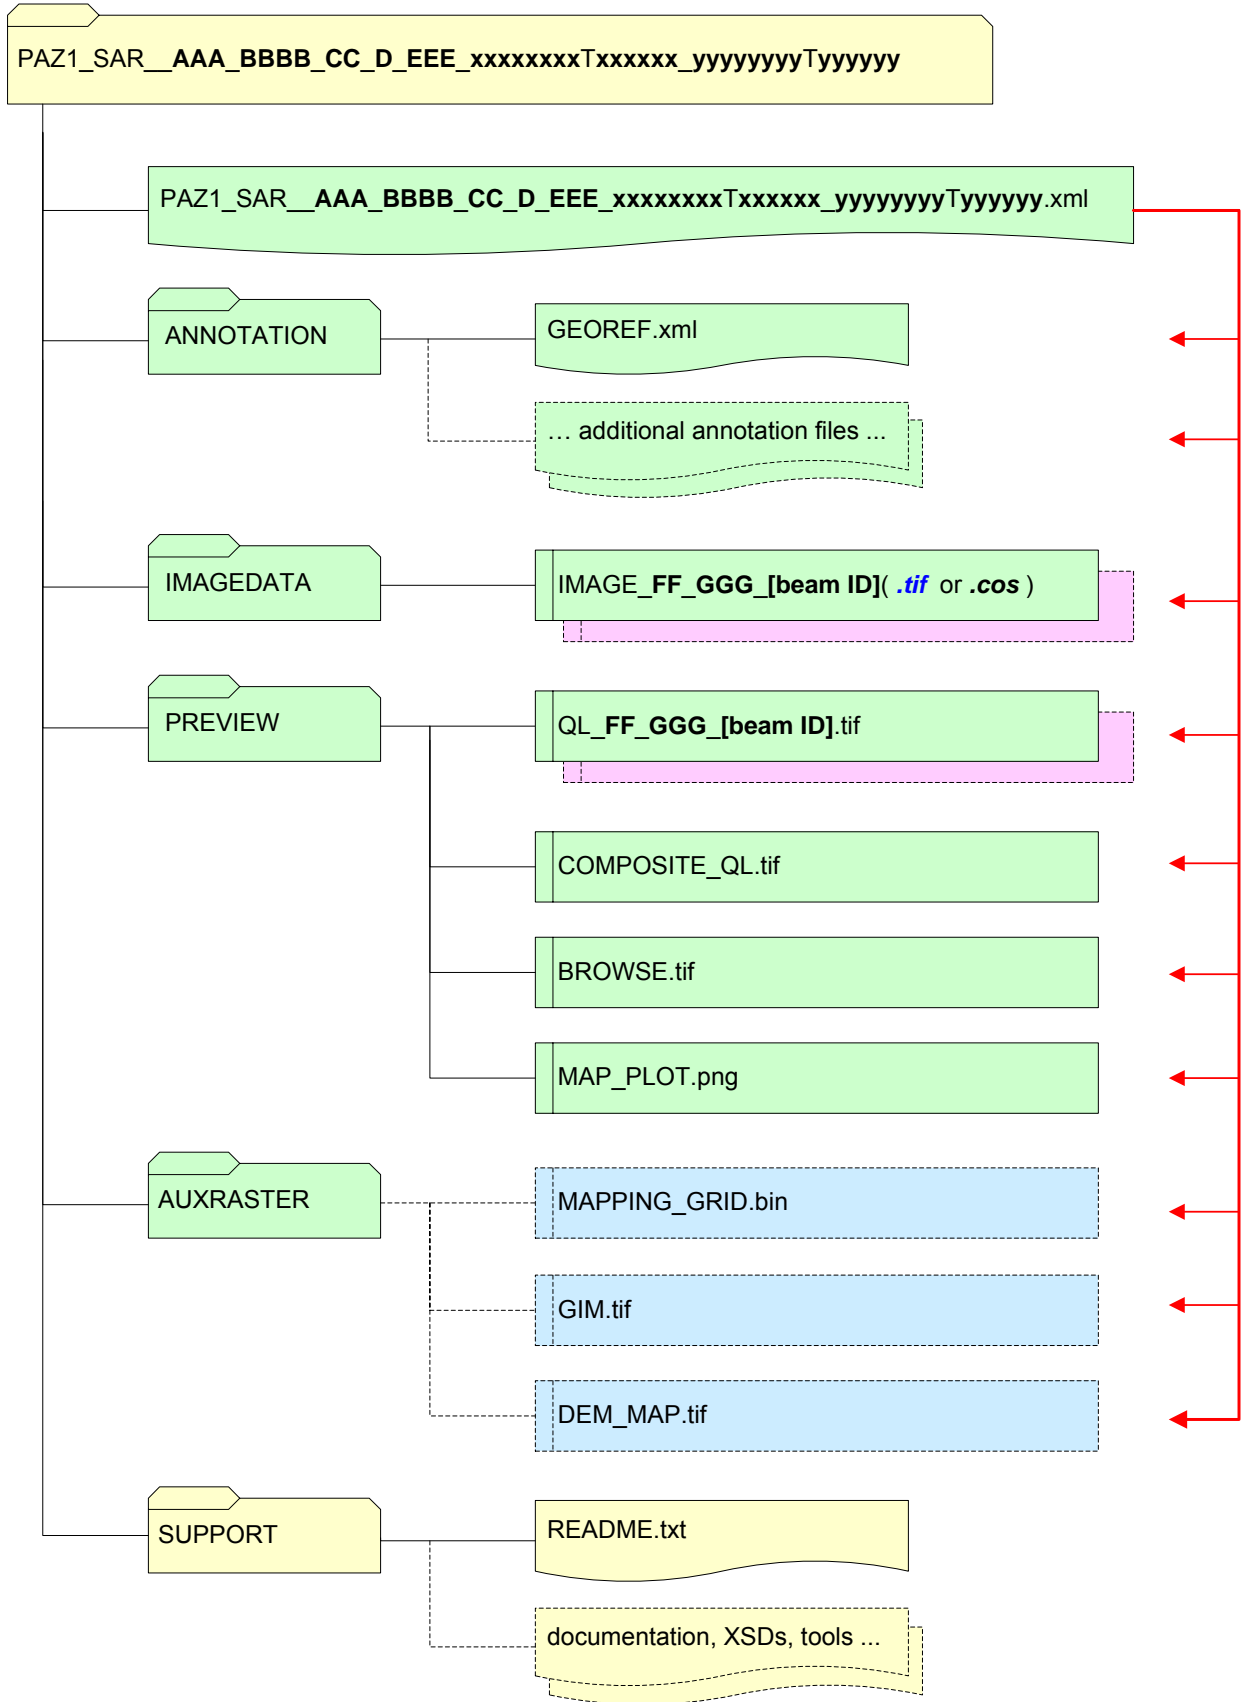 PAZ1_SAR__AAA_BBBB_CC_D_EEE_xxxxxxxxTxxxxxx_yyyyyyyyTyyyyyy
PAZ1_SAR__AAA_BBBB_CC_D_EEE_xxxxxxxxTxxxxxx_yyyyyyyyTyyyyyy.xml
ANNOTATION
GEOREF.xml
… additional annotation files ...
IMAGEDATA
IMAGE_FF_GGG_[beam ID]( .tif or .cos )
PREVIEW
QL_FF_GGG_[beam ID].tif
COMPOSITE_QL.tif
BROWSE.tif
MAP_PLOT.png
AUXRASTER
MAPPING_GRID.bin
GIM.tif
DEM_MAP.tif
SUPPORT
README.txt
documentation, XSDs, tools ...